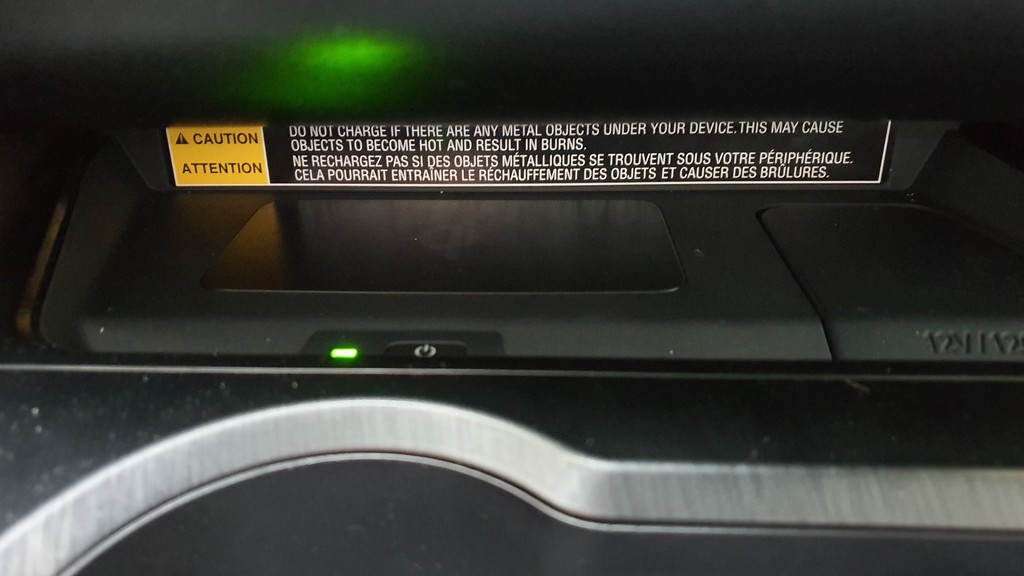 ⚠ CAUTION
ATTENTION
DO NOT CHARGE IF THERE ARE ANY METAL OBJECTS UNDER YOUR DEVICE. THIS MAY CAUSE
OBJECTS TO BECOME HOT AND RESULT IN BURNS.
NE RECHARGEZ PAS SI DES OBJETS MÉTALLIQUES SE TROUVENT SOUS VOTRE PÉRIPHÉRIQUE.
CELA POURRAIT ENTRAÎNER LE RÉCHAUFFEMENT DES OBJETS ET CAUSER DES BRÛLURES.
12V